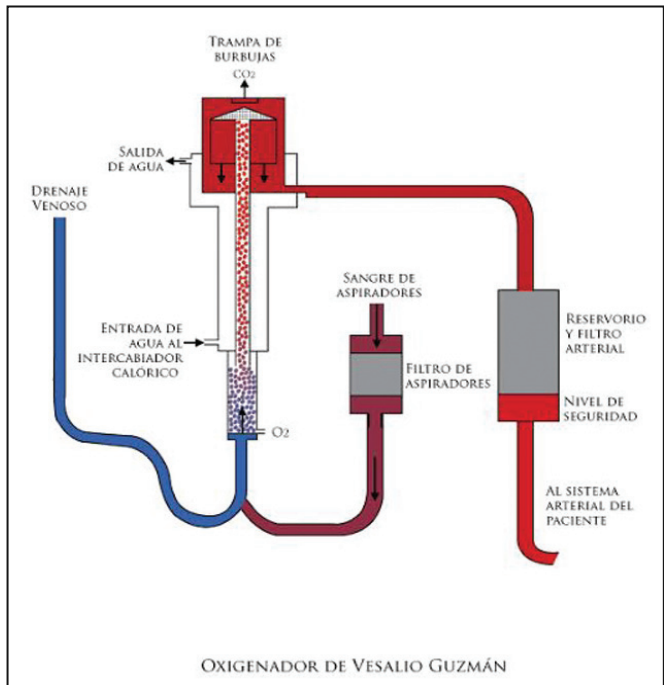 TRAMPA DE
BURBUJAS
CO2
SALIDA
DE AGUA
DRENAJE
VENOSO
SANGRE DE
ASPIRADORES
ENTRADA DE
AGUA AL
INTERCABIADOR
CALÓRICO
RESERVORIO
Y FILTRO
ARTERIAL
FILTRO DE
ASPIRADORES
NIVEL DE
SEGURIDAD
O2
AL SISTEMA
ARTERIAL DEL
PACIENTE
OXIGENADOR DE VESALIO GUZMÁN